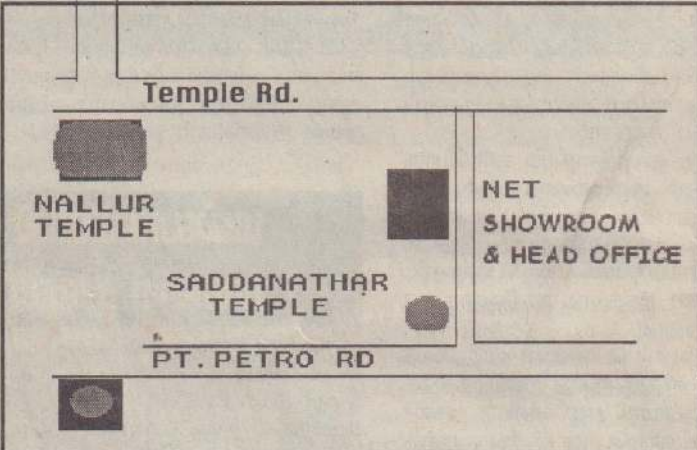 Temple Rd.
NALLUR
TEMPLE
NET
SHOWROOM
& HEAD OFFICE
SADDANATHAR
TEMPLE
PT.PETRO RD